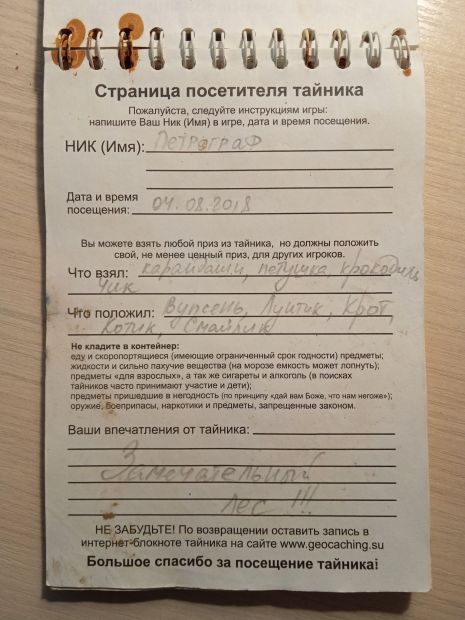 Страница посетителя тайника
Пожалуйста, следуйте инструкциям игры:
напишите Ваш Ник (Имя) в игре, дата и время посещения.
НИК (Имя): Петроград
Дата и время
посещения: 04.08.2018
Вы можете взять любой приз из тайника, но должны положить
свой, не менее ценный приз, для других игроков.
Что взял: карандаши, петушка, крокодиль
чик
Что положил: Вупсень, Лунтик, Крот,
Котик, Смайлик
Не кладите в контейнер:
еду и скоропортящиеся (имеющие ограниченный срок годности) предметы;
жидкости и сильно пахучие вещества (на морозе емкость может лопнуть);
предметы «для взрослых», а так же сигареты и алкоголь (в поисках
тайников часто принимают участие и дети);
предметы пришедшие в негодность (по принципу «дай вам Боже, что нам негоже»);
оружие, боеприпасы, наркотики и предметы, запрещенные законом.
Ваши впечатления от тайника:
Замечательный
лес !!!
НЕ ЗАБУДЬТЕ! По возвращении оставить запись в
интернет-блокноте тайника на сайте www.geocaching.su
Большое спасибо за посещение тайника!